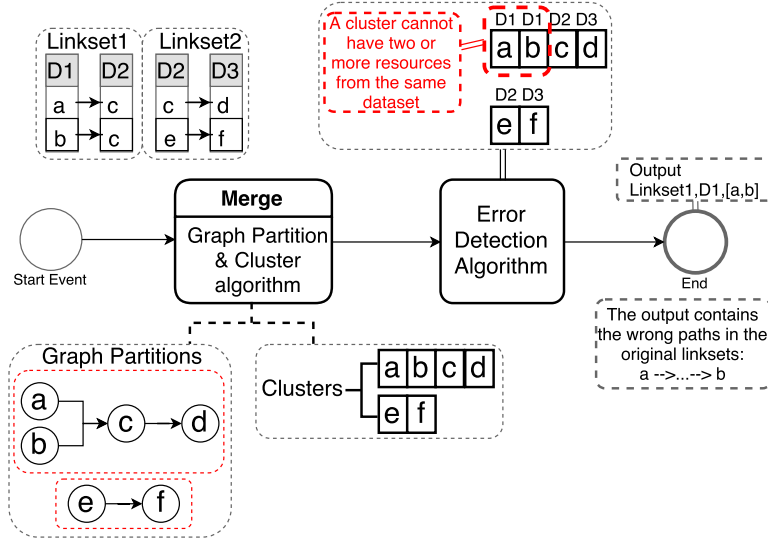 Linkset1
D1 D2
a c
b c
Linkset2
D2 D3
c d
e f
A cluster cannot
have two or
more resources
from the same
dataset
D1 D1 D2 D3
a b c d
D2 D3
e f
Start Event
Merge
Graph Partition
& Cluster
algorithm
Error
Detection
Algorithm
Output
Linkset1,D1,[a,b]
End
The output contains
the wrong paths in the
original linksets:
a -->...--> b
Graph Partitions
a
b
c
d
e
f
Clusters
a b c d
e f